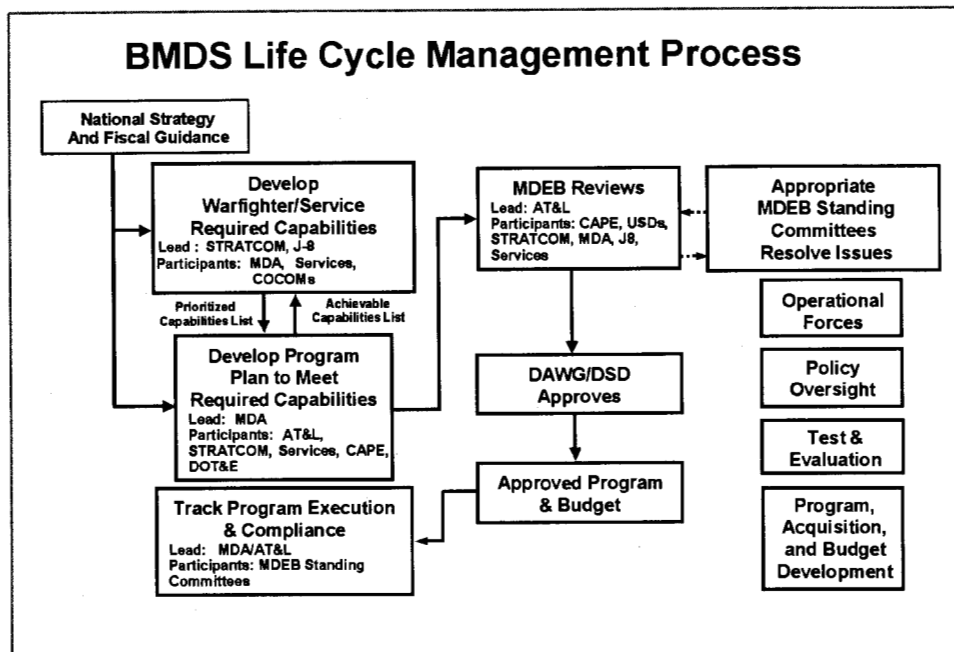 BMDS Life Cycle Management Process
National Strategy
And Fiscal Guidance
Develop
Warfighter/Service
Required Capabilities
Lead : STRATCOM, J-8
Participants: MDA, Services,
COCOMs
Prioritized
Capabilities List
Achievable
Capabilities List
Develop Program
Plan to Meet
Required Capabilities
Lead: MDA
Participants: AT&L,
STRATCOM, Services, CAPE,
DOT&E
Track Program Execution
& Compliance
Lead: MDA/AT&L
Participants: MDEB Standing
Committees
MDEB Reviews
Lead: AT&L
Participants: CAPE, USDs,
STRATCOM, MDA, J8,
Services
DAWG/DSD
Approves
Approved Program
& Budget
Appropriate
MDEB Standing
Committees
Resolve Issues
Operational
Forces
Policy
Oversight
Test &
Evaluation
Program,
Acquisition,
and Budget
Development